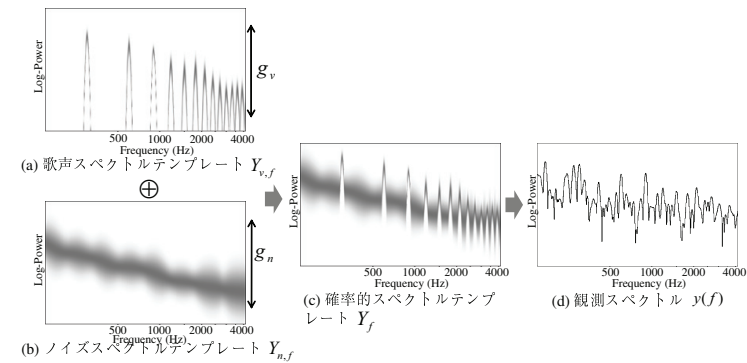 Log-Power
g_v
500 1000 2000 4000
Frequency (Hz)
(a) 歌声スペクトルテンプレート Y_{v,f}
⊕
Log-Power
g_n
500 1000 2000 4000
Frequency (Hz)
(b) ノイズスペクトルテンプレート Y_{n,f}
Log-Power
500 1000 2000 4000
Frequency (Hz)
(c) 確率的スペクトルテンプ
レート Y_f
Log-Power
500 1000 2000 4000
Frequency (Hz)
(d) 観測スペクトル y(f)